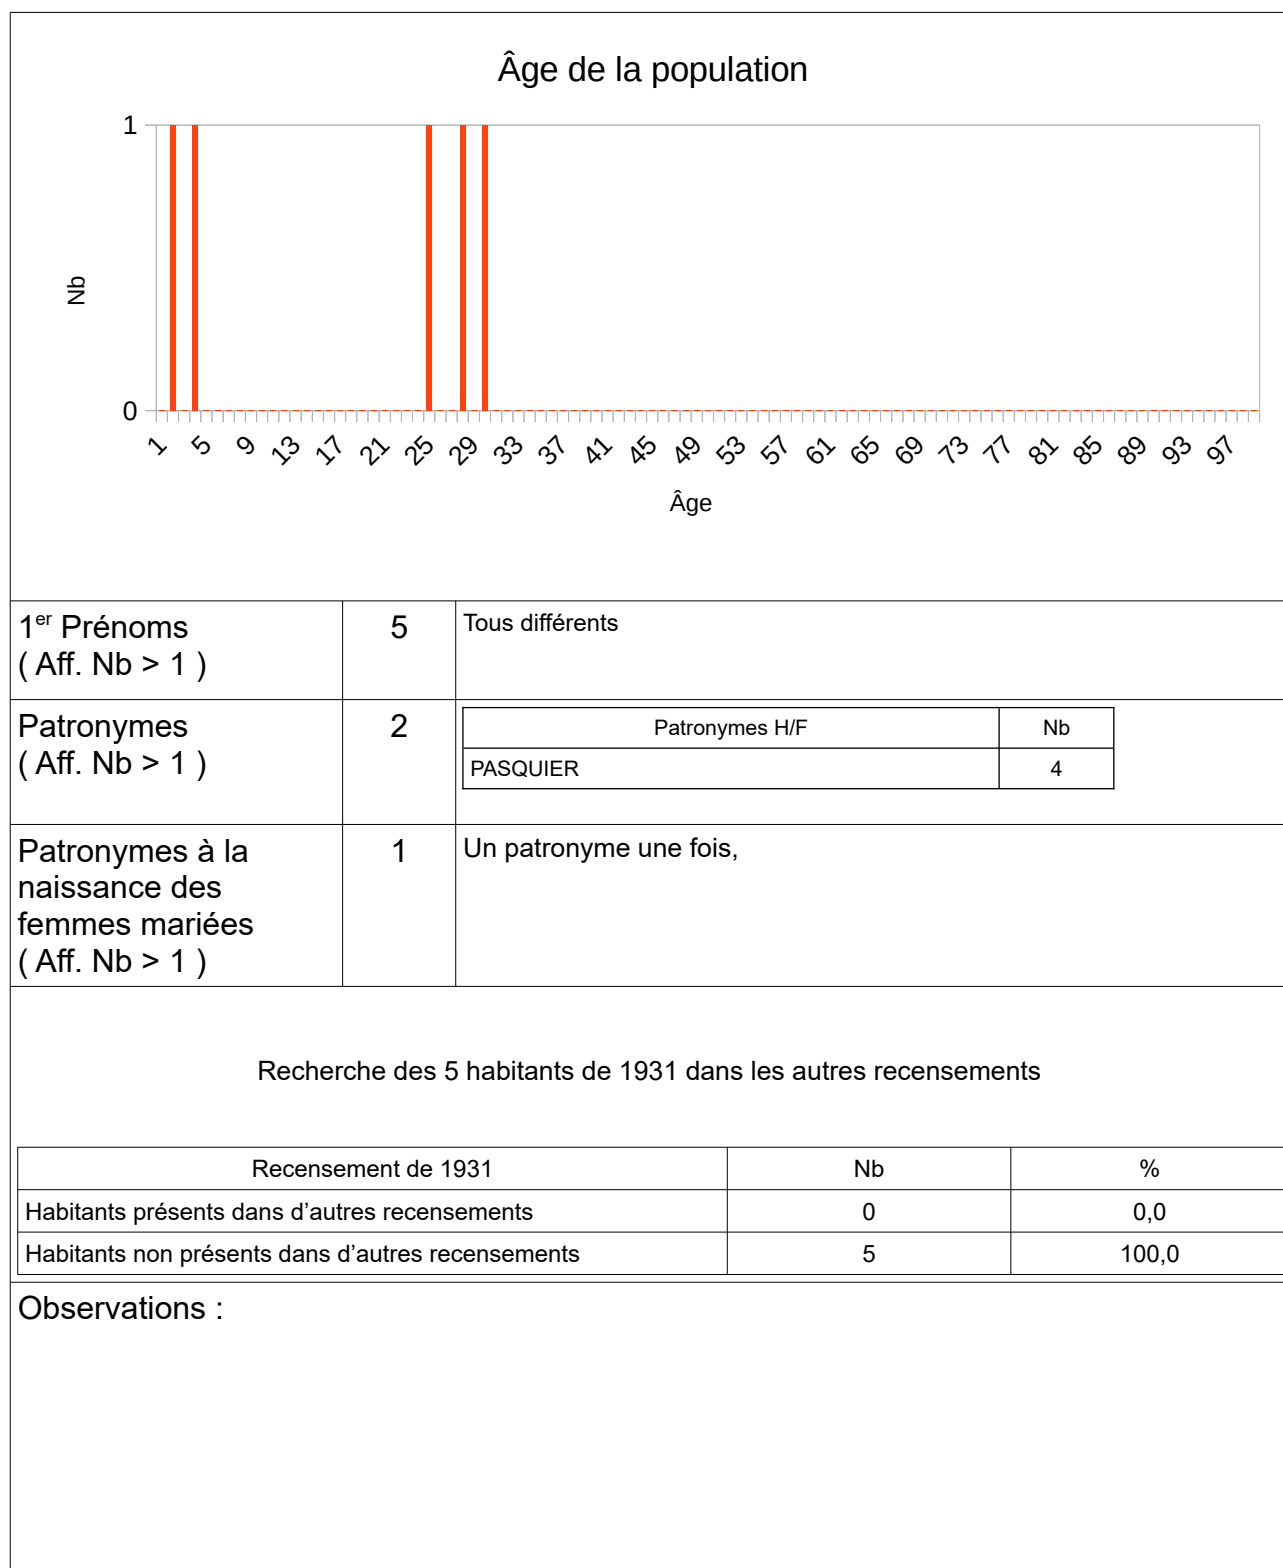 Âge de la population
1
Nb
0
1 5 9 13 17 21 25 29 33 37 41 45 49 53 57 61 65 69 73 77 81 85 89 93 97
Âge
1er Prénoms 5 Tous différents
( Aff. Nb > 1 )
Patronymes 2 Patronymes H/F Nb
( Aff. Nb > 1 ) PASQUIER 4
Patronymes à la 1 Un patronyme une fois,
naissance des
femmes mariées
( Aff. Nb > 1 )
Recherche des 5 habitants de 1931 dans les autres recensements
Recensement de 1931 Nb %
Habitants présents dans d’autres recensements 0 0,0
Habitants non présents dans d’autres recensements 5 100,0
Observations :